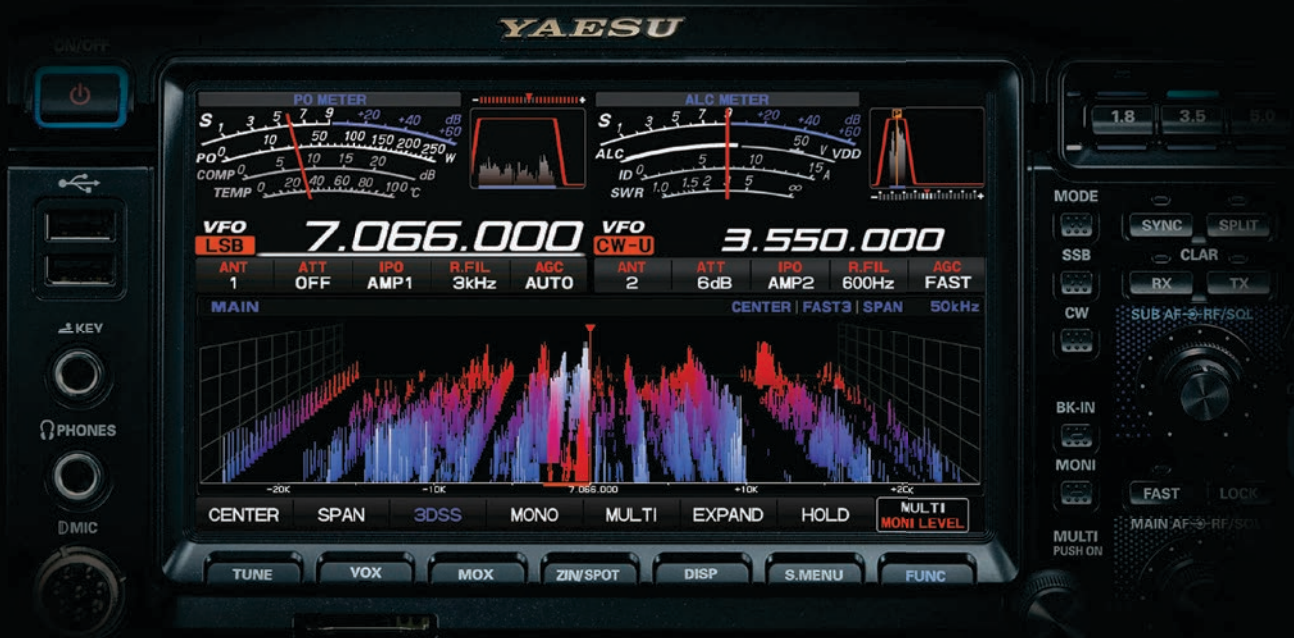 YAESU
ON/OFF
PO METER
S 1 3 5 7 9 +20 +40 +60 dB
PO 0 10 50 100 150 200 250 W
COMP 0 5 10 15 20 dB
TEMP 0 20 40 60 80 100 °C
- +
ALC METER
S 1 3 5 7 9 +20 +40 +60 dB
ALC 50 V VDD
ID 0 5 10 15 A
SWR 1.0 1.5 2 3 5 ∞
P
- +
VFO LSB 7.066.000
VFO CW-U 3.550.000
ANT ATT IPO R.FIL AGC ANT ATT IPO R.FIL AGC
1 OFF AMP1 3kHz AUTO 2 6dB AMP2 600Hz FAST
MAIN CENTER | FAST3 | SPAN 50kHz
-20K -10K 7.066.000 +10K +20K
CENTER SPAN 3DSS MONO MULTI EXPAND HOLD MULTI
MONI LEVEL
TUNE VOX MOX ZIN/SPOT DISP S.MENU FUNC
KEY
PHONES
MIC
1.8 3.5 5.0
MODE
SYNC SPLIT
SSB
CLAR
RX TX
CW
SUB AF RF/SQL
BK-IN
MONI
FAST LOCK
MAIN AF RF/SQL
MULTI
PUSH ON